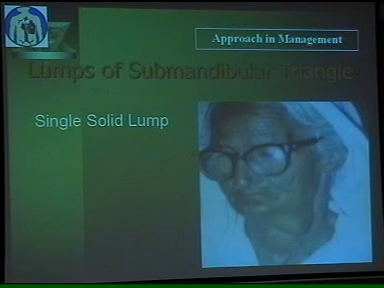 Approach in Management
Lumps of Submandibular Triangle
Single Solid Lump